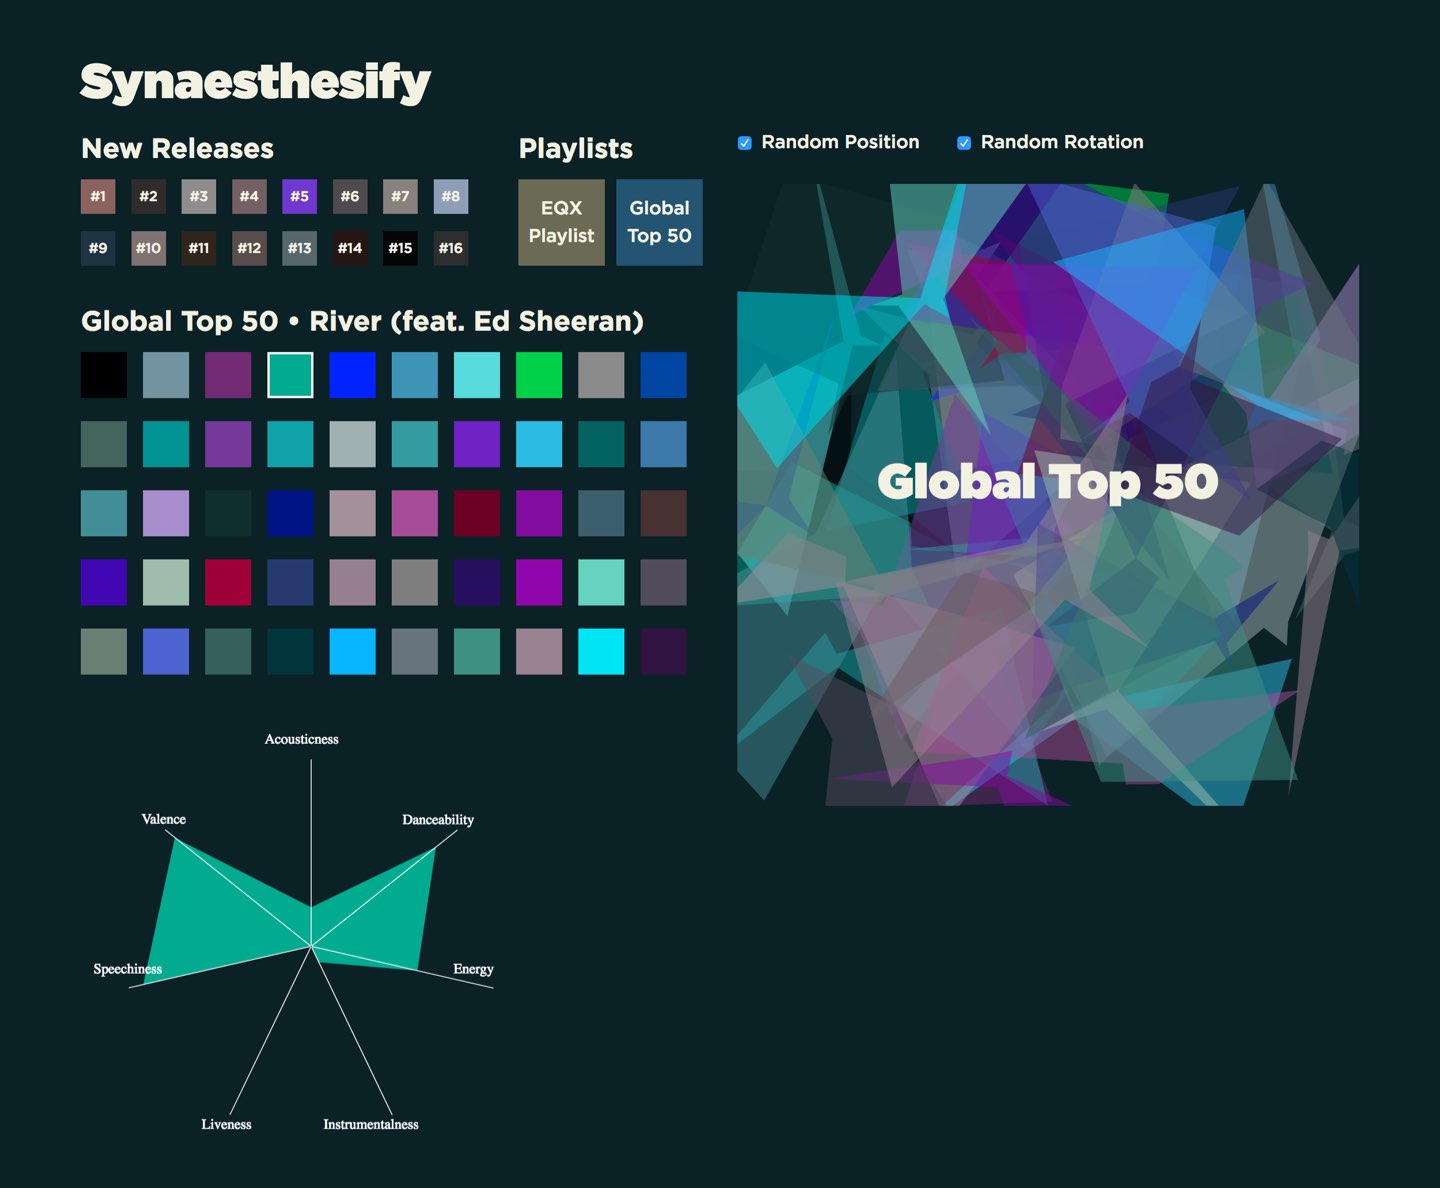 Synaesthesify
New Releases
#1 #2 #3 #4 #5 #6 #7 #8
#9 #10 #11 #12 #13 #14 #15 #16
Playlists
EQX
Playlist
Global
Top 50
Random Position
Random Rotation
Global Top 50 • River (feat. Ed Sheeran)
Global Top 50
Acousticness
Valence
Danceability
Speechiness
Energy
Liveness
Instrumentalness